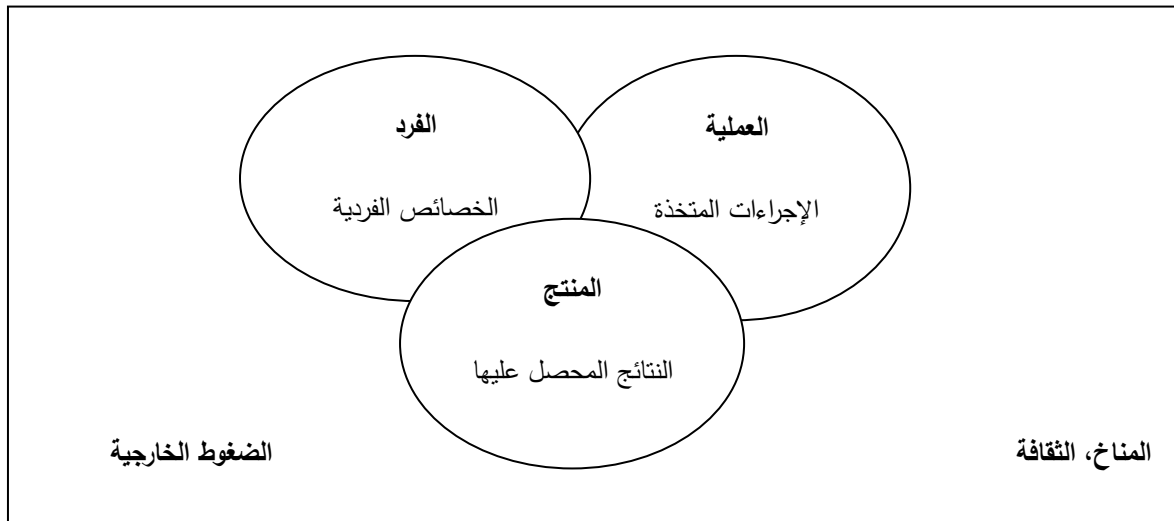 العملية
الإجراءات المتخذة
الفرد
الخصائص الفردية
المنتج
النتائج المحصل عليها
المناخ، الثقافة
الضغوط الخارجية